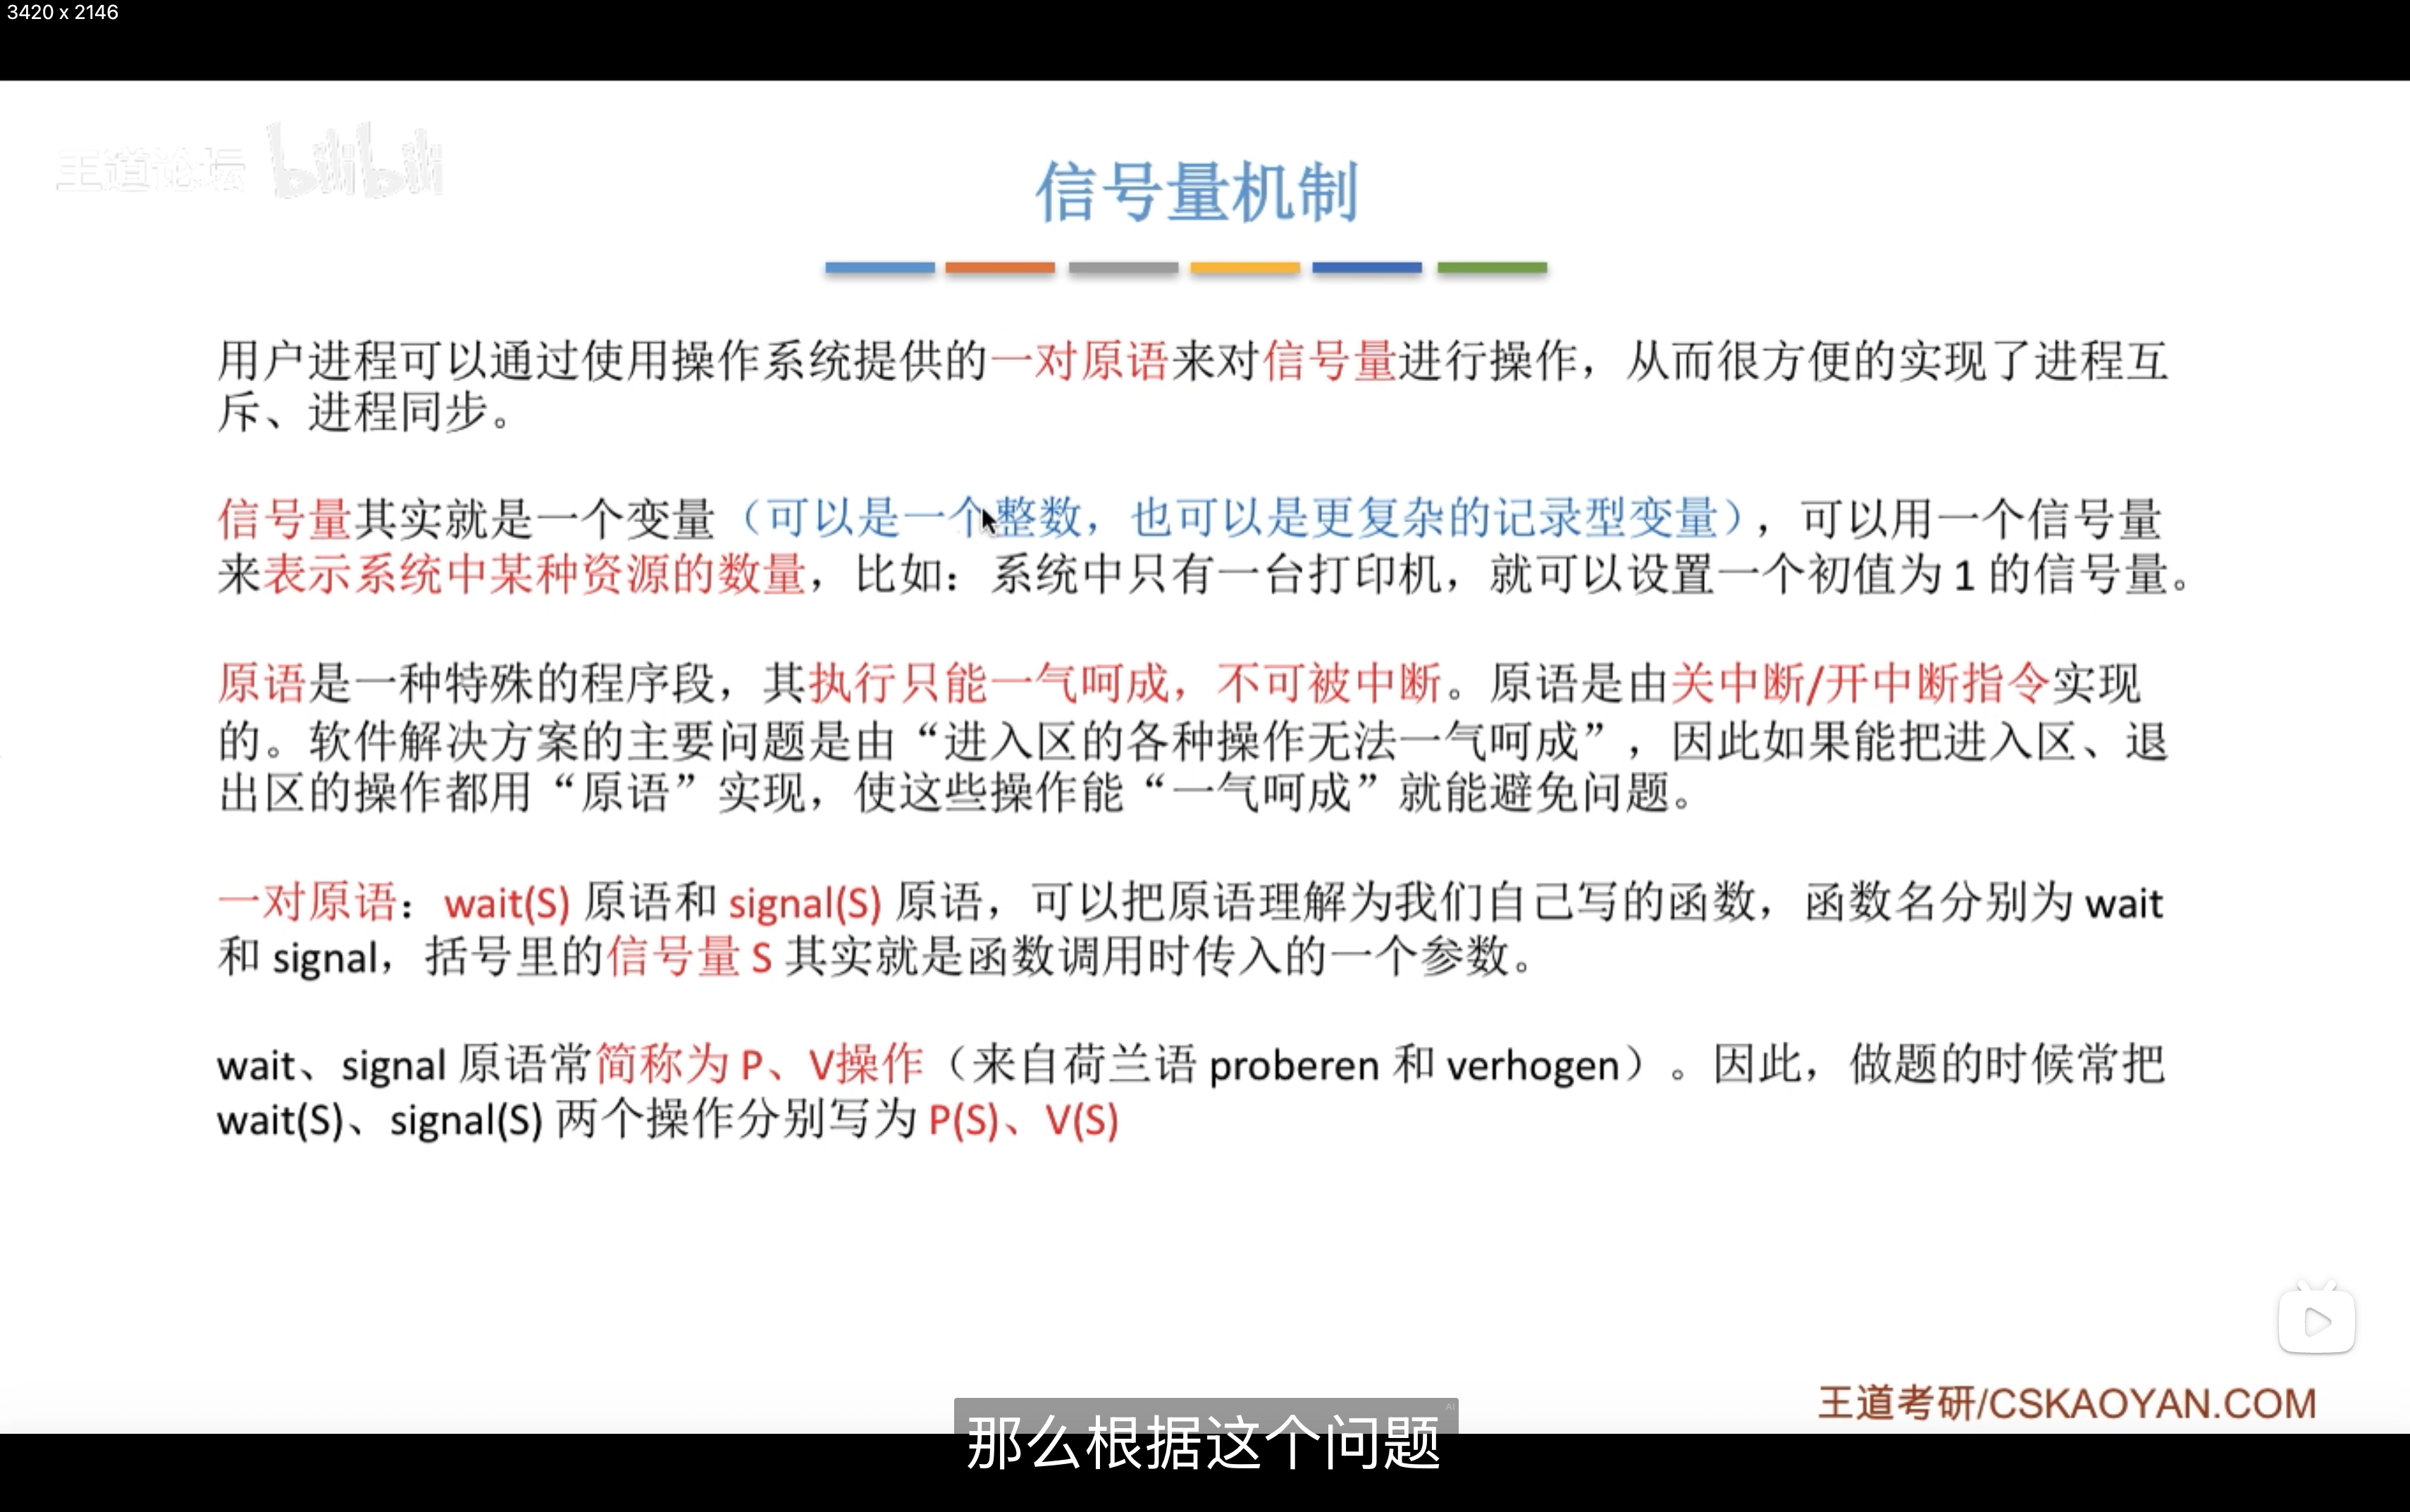 3420 x 2146
王道论坛 bilibili
信号量机制
用户进程可以通过使用操作系统提供的一对原语来对信号量进行操作，从而很方便的实现了进程互
斥、进程同步。
信号量其实就是一个变量（可以是一个整数，也可以是更复杂的记录型变量），可以用一个信号量
来表示系统中某种资源的数量，比如：系统中只有一台打印机，就可以设置一个初值为 1 的信号量。
原语是一种特殊的程序段，其执行只能一气呵成，不可被中断。原语是由关中断/开中断指令实现
的。软件解决方案的主要问题是由“进入区的各种操作无法一气呵成”，因此如果能把进入区、退
出区的操作都用“原语”实现，使这些操作能“一气呵成”就能避免问题。
一对原语：wait(S) 原语和 signal(S) 原语，可以把原语理解为我们自己写的函数，函数名分别为 wait
和 signal，括号里的信号量 S 其实就是函数调用时传入的一个参数。
wait、signal 原语常简称为 P、V操作（来自荷兰语 proberen 和 verhogen）。因此，做题的时候常把
wait(S)、signal(S) 两个操作分别写为 P(S)、V(S)
王道考研/CSKAOYAN.COM
AI
那么根据这个问题